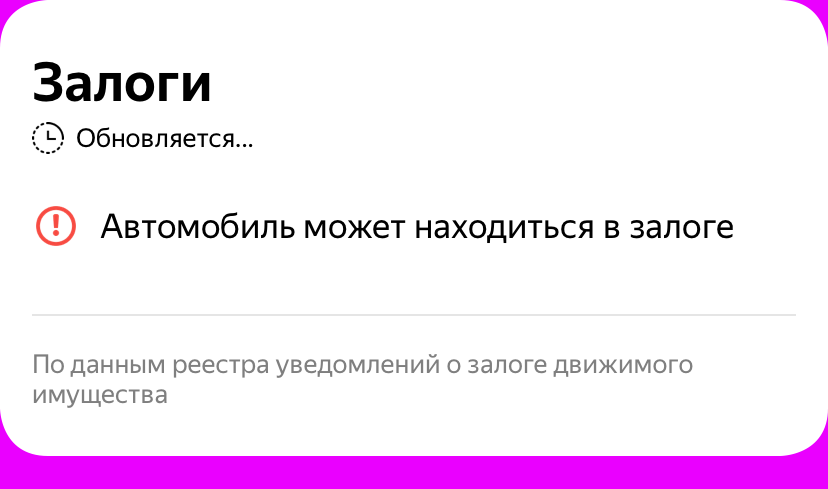 Залоги
Обновляется...
Автомобиль может находиться в залоге
По данным реестра уведомлений о залоге движимого
имущества